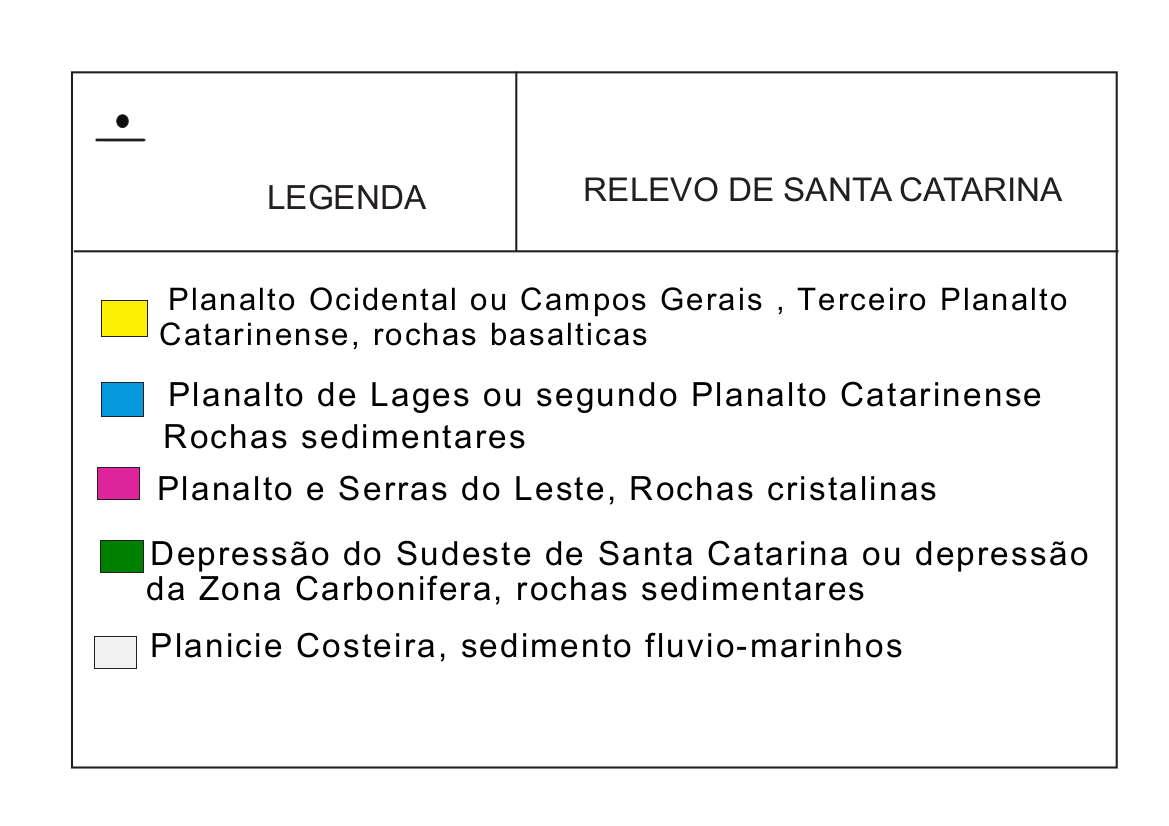 LEGENDA
RELEVO DE SANTA CATARINA
Planalto Ocidental ou Campos Gerais , Terceiro Planalto
Catarinense, rochas basalticas
Planalto de Lages ou segundo Planalto Catarinense
Rochas sedimentares
Planalto e Serras do Leste, Rochas cristalinas
Depressão do Sudeste de Santa Catarina ou depressão
da Zona Carbonifera, rochas sedimentares
Planicie Costeira, sedimento fluvio-marinhos